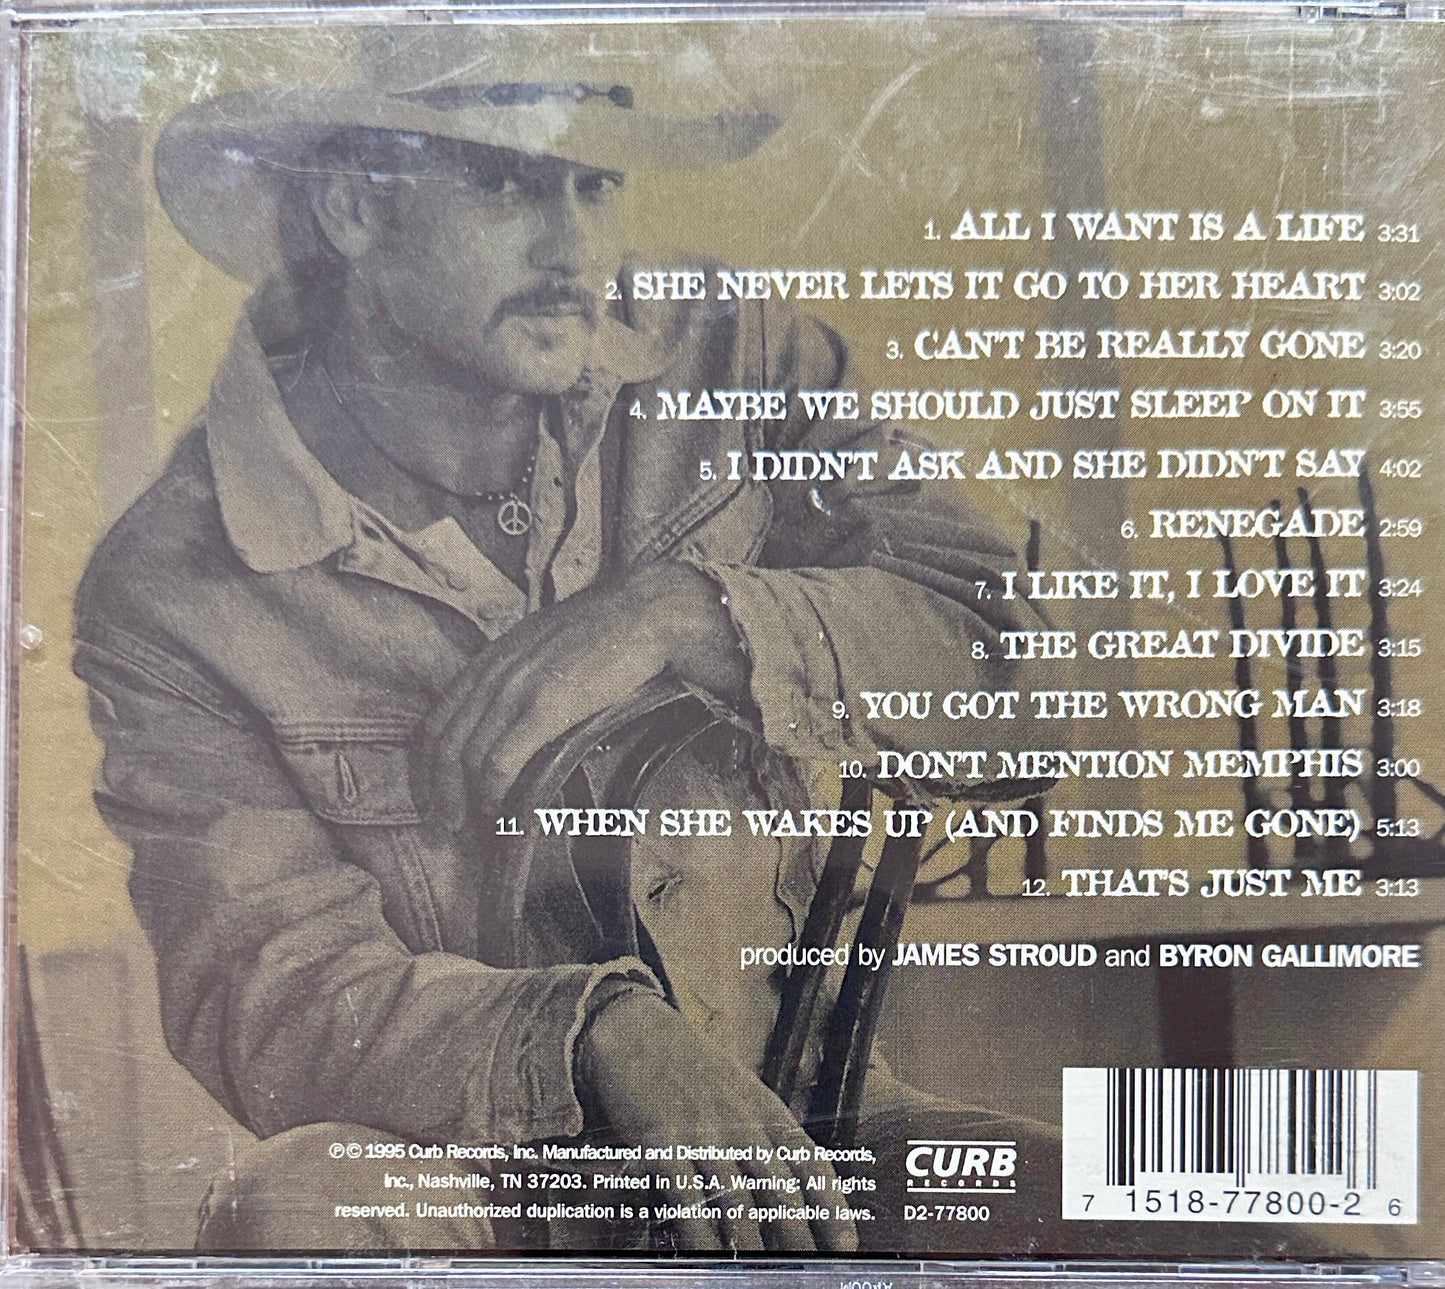 1. ALL I WANT IS A LIFE 3:31
2. SHE NEVER LETS IT GO TO HER HEART 3:02
3. CAN'T BE REALLY GONE 3:20
4. MAYBE WE SHOULD JUST SLEEP ON IT 3:55
5. I DIDN'T ASK AND SHE DIDN'T SAY 4:02
6. RENEGADE 2:59
7. I LIKE IT, I LOVE IT 3:24
8. THE GREAT DIVIDE 3:15
9. YOU GOT THE WRONG MAN 3:18
10. DON'T MENTION MEMPHIS 3:00
11. WHEN SHE WAKES UP (AND FINDS ME GONE) 5:13
12. THAT'S JUST ME 3:13
produced by JAMES STROUD and BYRON GALLIMORE
℗ © 1995 Curb Records, Inc. Manufactured and Distributed by Curb Records,
Inc., Nashville, TN 37203. Printed in U.S.A. Warning: All rights
reserved. Unauthorized duplication is a violation of applicable laws.
CURB
RECORDS
D2-77800
7 1518-77800-2 6